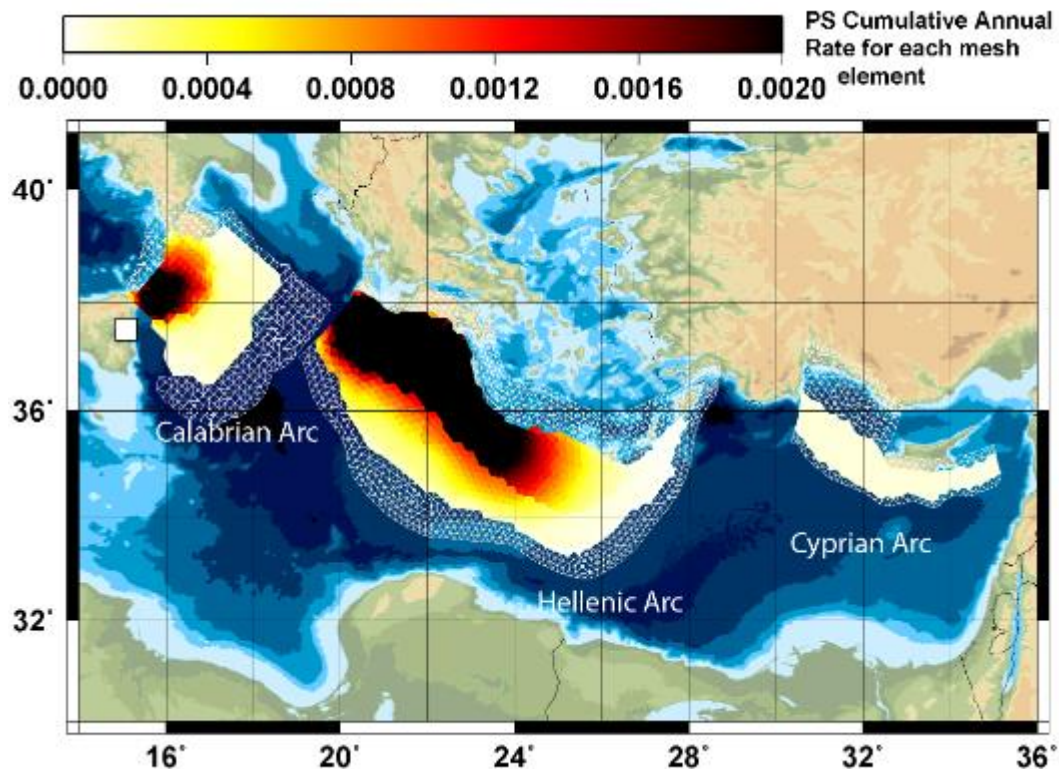 PS Cumulative Annual
Rate for each mesh
element
0.0000 0.0004 0.0008 0.0012 0.0016 0.0020
40°
36°
32°
Calabrian Arc
Cyprian Arc
Hellenic Arc
16° 20° 24° 28° 32° 36°